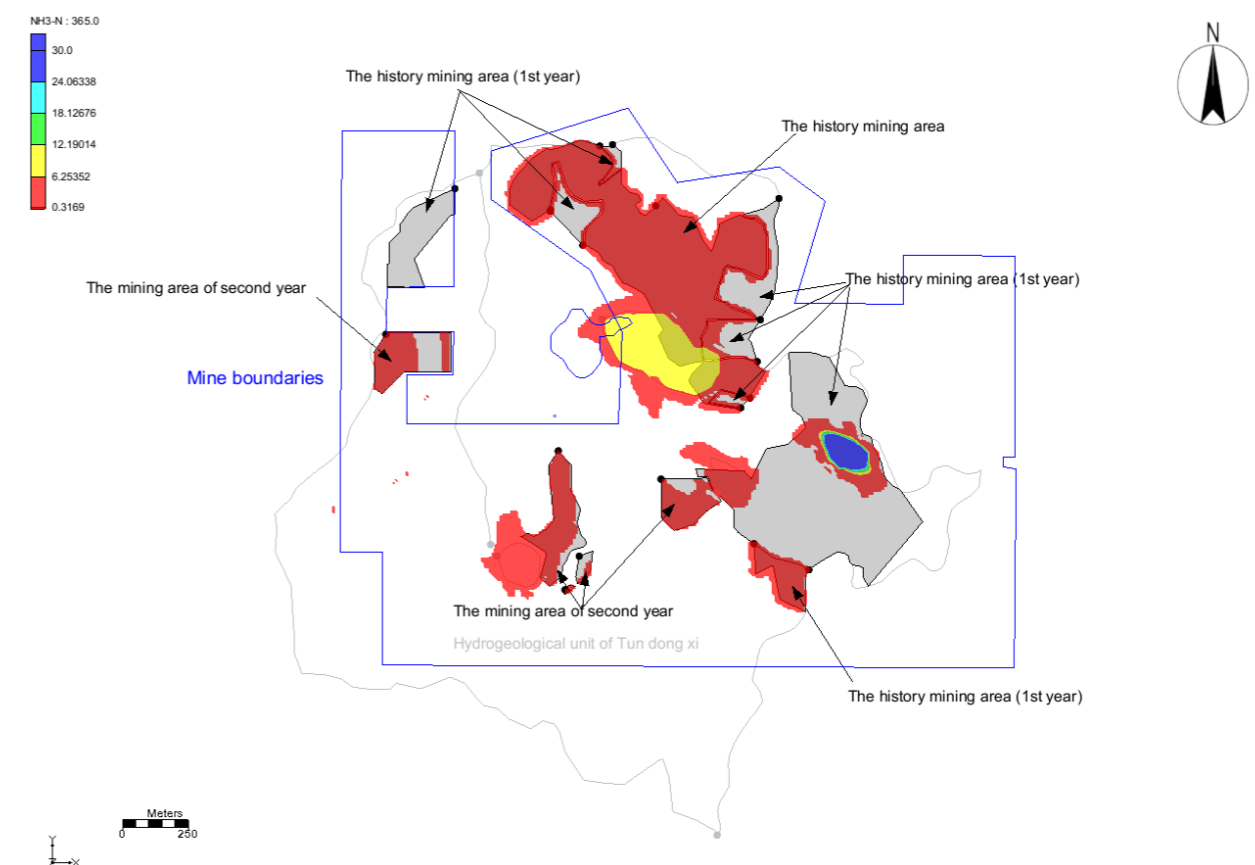 NH3-N : 365.0
30.0
24.06338
18.12676
12.19014
6.25352
0.3169
N
The history mining area (1st year)
The history mining area
The history mining area (1st year)
The mining area of second year
Mine boundaries
The mining area of second year
Hydrogeological unit of Tun dong xi
The history mining area (1st year)
Meters
0 250
Y
Z X